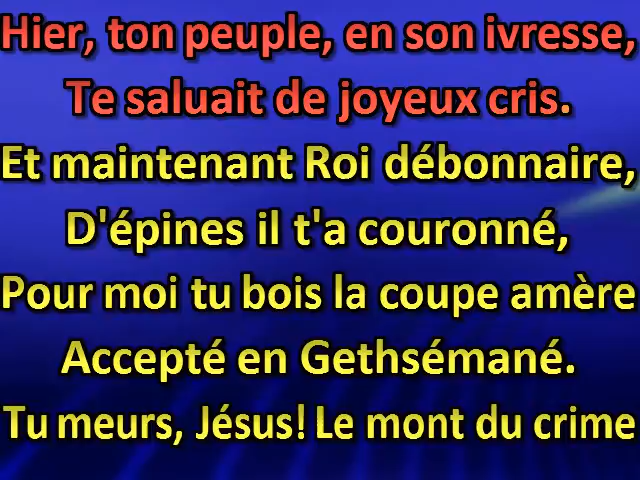 Hier, ton peuple, en son ivresse,
Te saluait de joyeux cris.
Et maintenant Roi débonnaire,
D'épines il t'a couronné,
Pour moi tu bois la coupe amère
Accepté en Gethsémané.
Tu meurs, Jésus! Le mont du crime